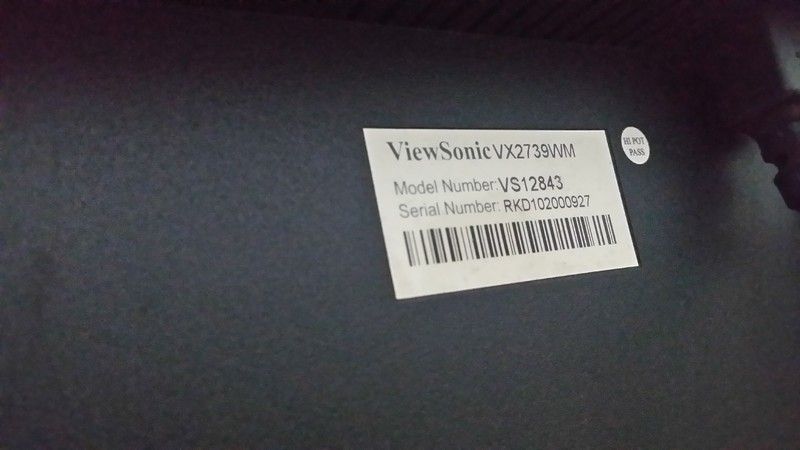 ViewSonic VX2739WM
Model Number: VS12843
Serial Number: RKD102000927
HI POT
PASS